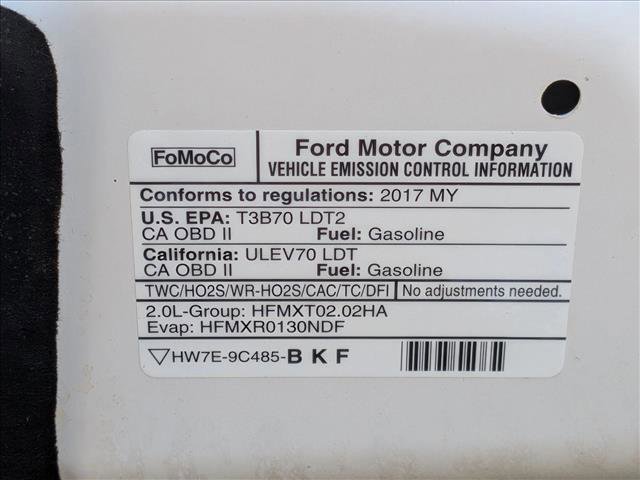 FoMoCo
Ford Motor Company
VEHICLE EMISSION CONTROL INFORMATION
Conforms to regulations: 2017 MY
U.S. EPA: T3B70 LDT2
CA OBD II Fuel: Gasoline
California: ULEV70 LDT
CA OBD II Fuel: Gasoline
TWC/HO2S/WR-HO2S/CAC/TC/DFI No adjustments needed.
2.0L-Group: HFMXT02.02HA
Evap: HFMXR0130NDF
▽HW7E-9C485-B K F